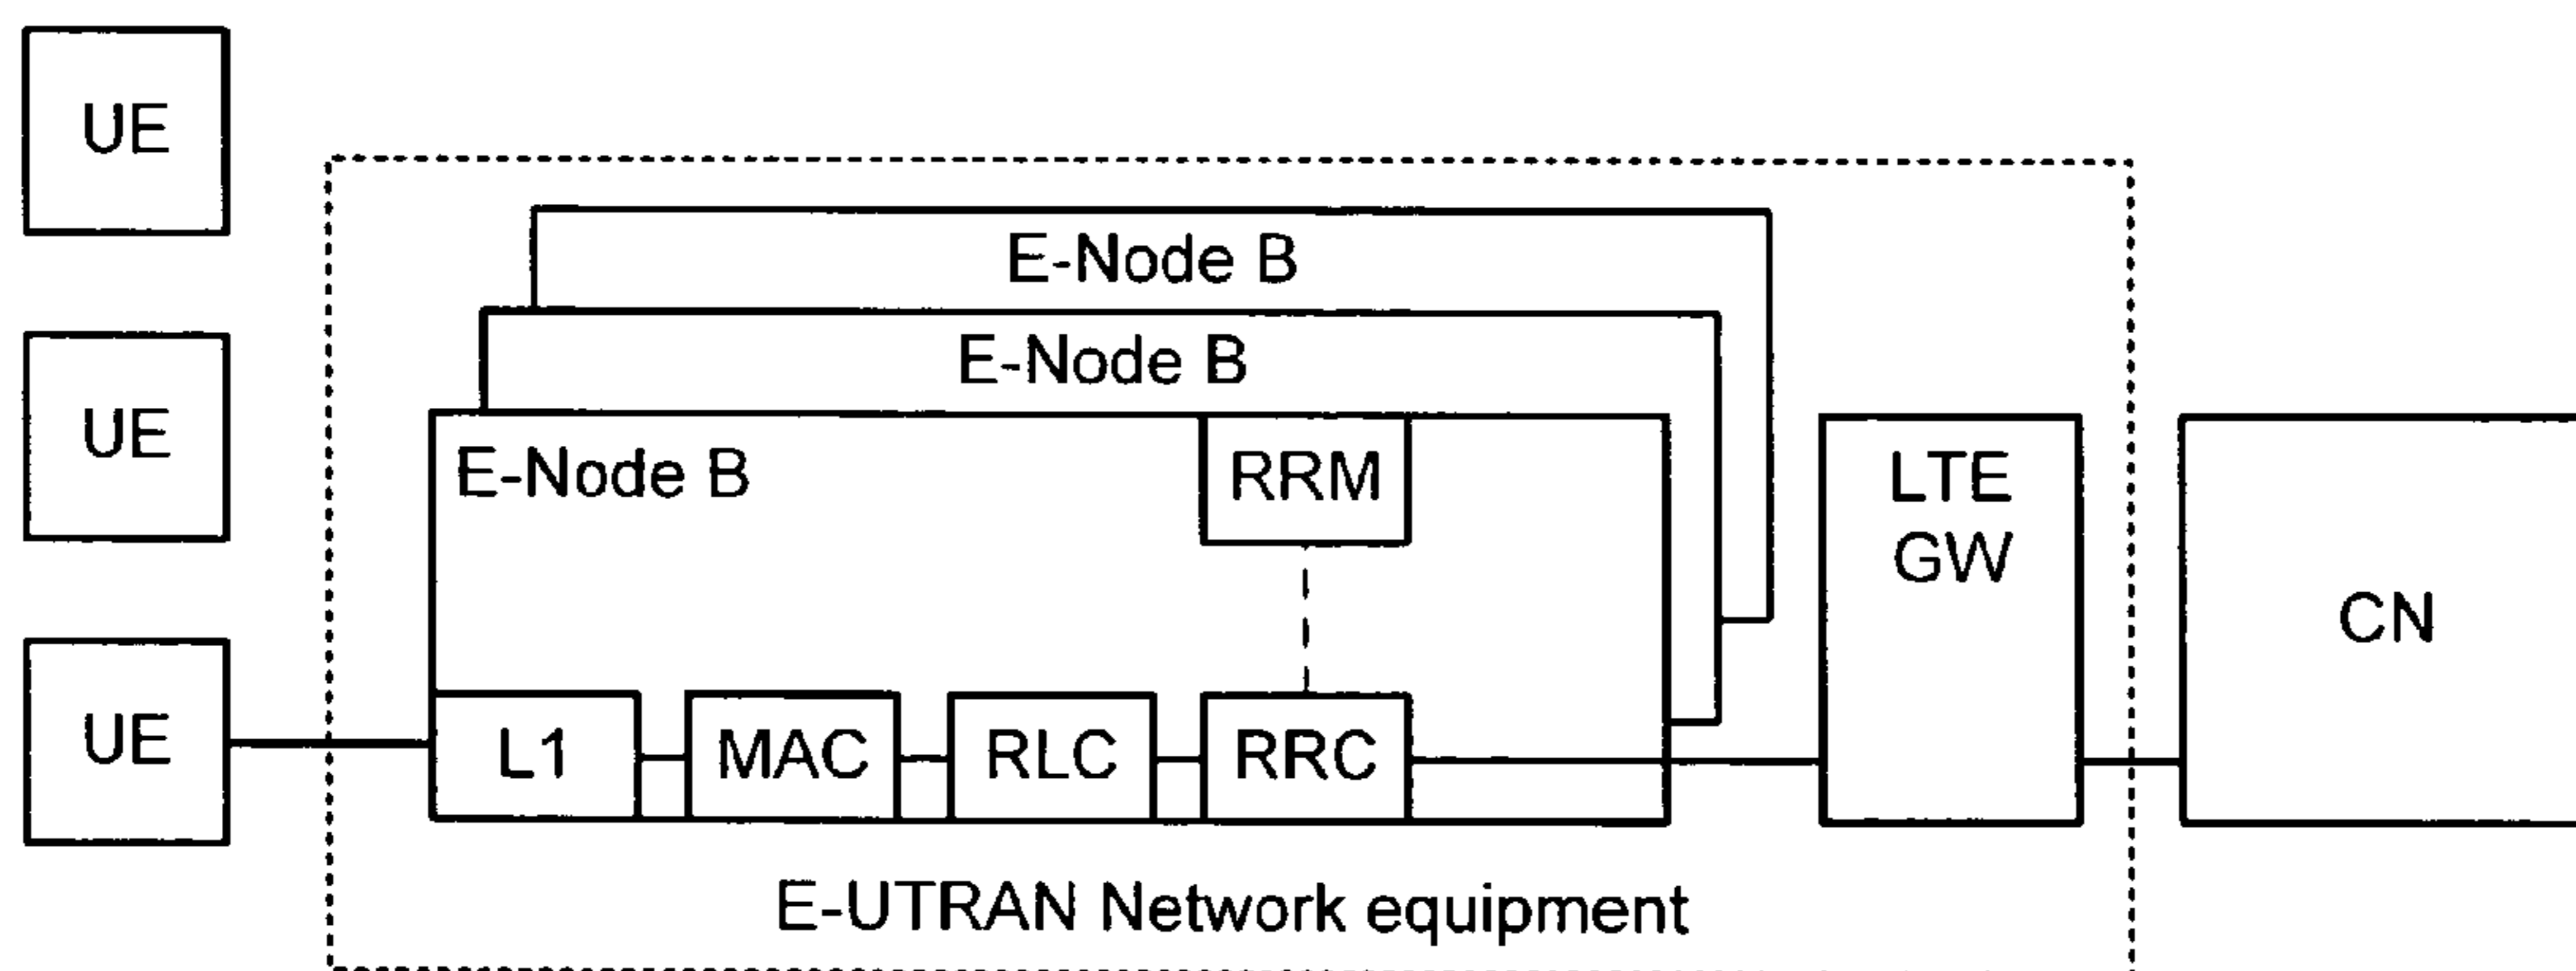 UE
E-Node B
E-Node B
UE
E-Node B
RRM
LTE
GW
CN
UE
L1
MAC
RLC
RRC
E-UTRAN Network equipment